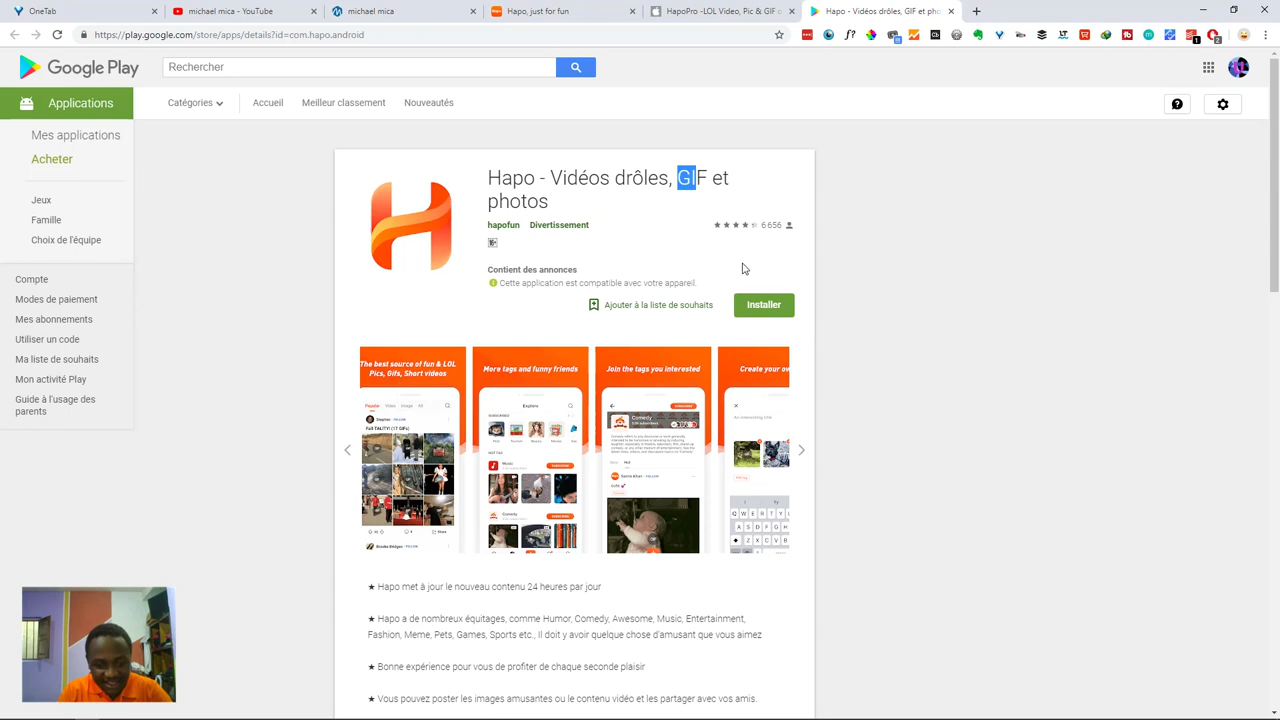 OneTab
michael mica - YouTube
michael mica
Hapo, just for fun
HapoPro -LOL Video, Pic & GIF o
Hapo - Vidéos drôles, GIF et pho
https://play.google.com/store/apps/details?id=com.hapo.android
Google Play
Rechercher
Applications
Catégories
Accueil
Meilleur classement
Nouveautés
Mes applications
Acheter
Jeux
Famille
Choix de l'équipe
Compte
Modes de paiement
Mes abonnements
Utiliser un code
Ma liste de souhaits
Mon activité Play
Guide à l'usage des
parents
Hapo - Vidéos drôles, GIF et
photos
hapofun
Divertissement
6 656
Contient des annonces
Cette application est compatible avec votre appareil.
Ajouter à la liste de souhaits
Installer
The best source of fun & LOL
Pics, Gifs, Short videos
More tags and funny friends
Join the tags you interested
Create your ow
Popular Video Image All
Explore
Music
Comedy
Comedy
★ Hapo met à jour le nouveau contenu 24 heures par jour
★ Hapo a de nombreux équitages, comme Humor, Comedy, Awesome, Music, Entertainment,
Fashion, Meme, Pets, Games, Sports etc., Il doit y avoir quelque chose d'amusant que vous aimez
★ Bonne expérience pour vous de profiter de chaque seconde plaisir
★ Vous pouvez poster les images amusantes ou le contenu vidéo et les partager avec vos amis.